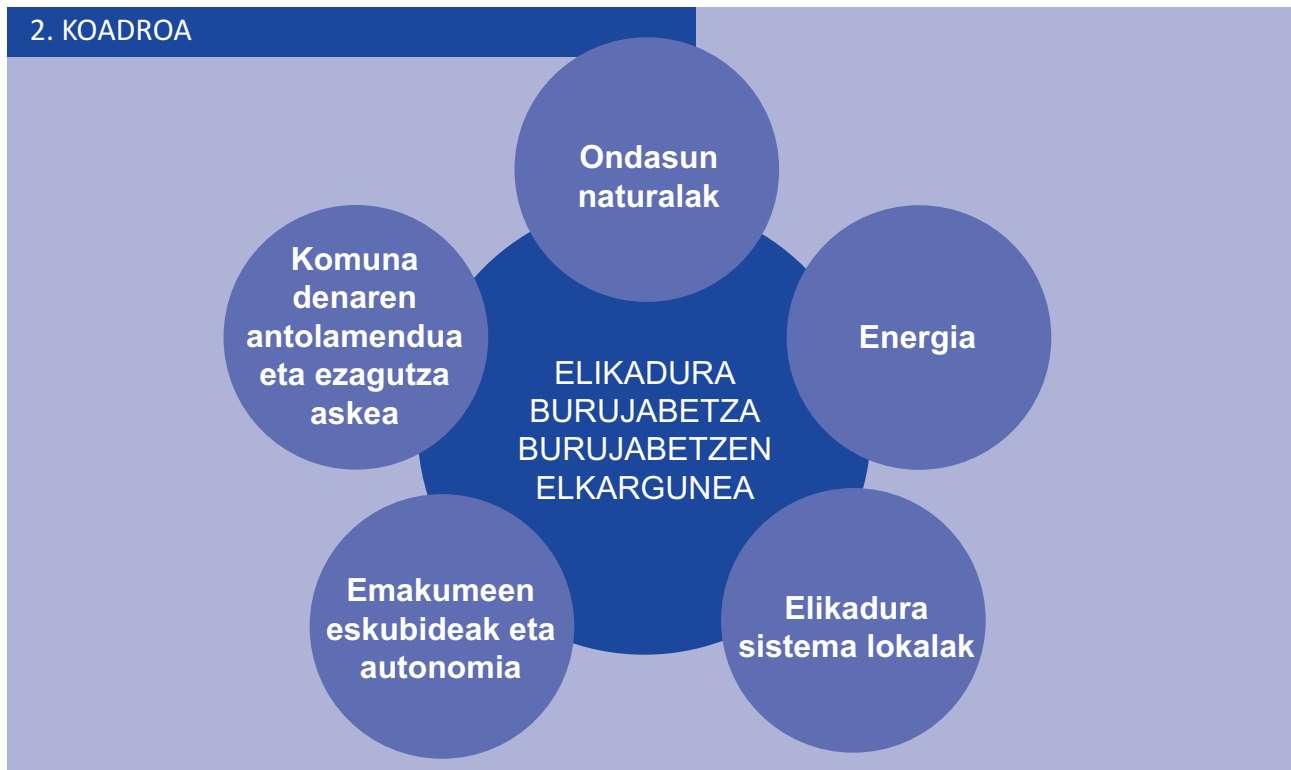 2. KOADROA
Ondasun
naturalak
Komuna
denaren
antolamendua
eta ezagutza
askea
Energia
ELIKADURA
BURUJABETZA
BURUJABETZEN
ELKARGUNEA
Emakumeen
eskubideak eta
autonomia
Elikadura
sistema lokalak